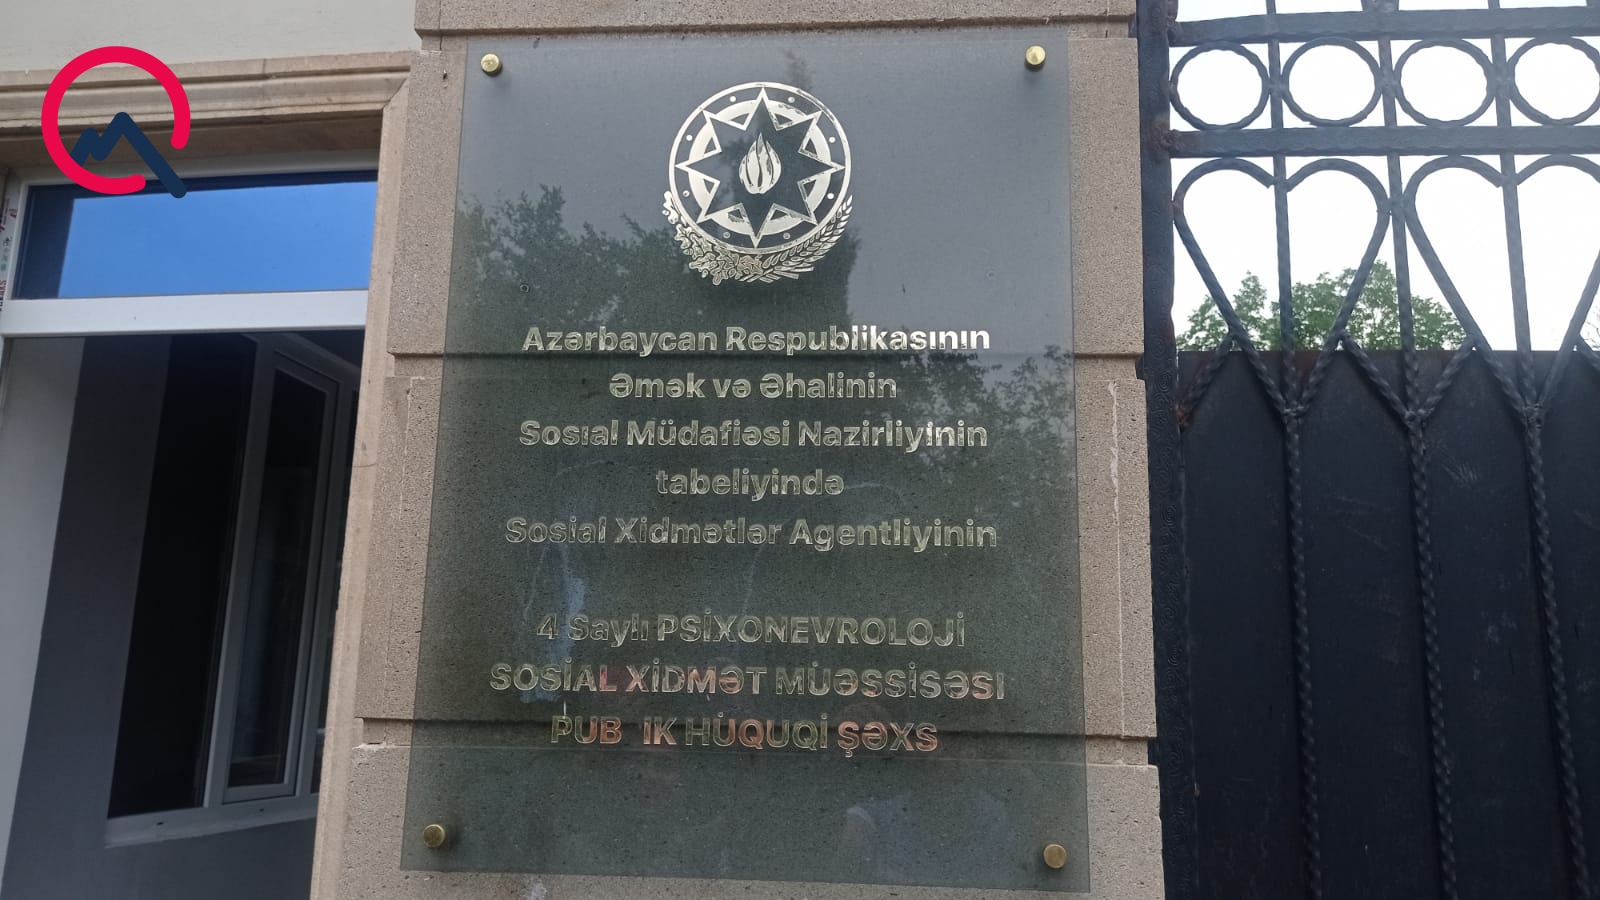 Azərbaycan Respublikasının
Əmək və Əhalinin
Sosial Müdafiəsi Nazirliyinin
tabeliyində
Sosial Xidmətlər Agentliyinin
4 Saylı PSİXONEVROLOJİ
SOSİAL XİDMƏT MÜƏSSİSƏSI
PUB IK HÜQUQİ ŞƏXS